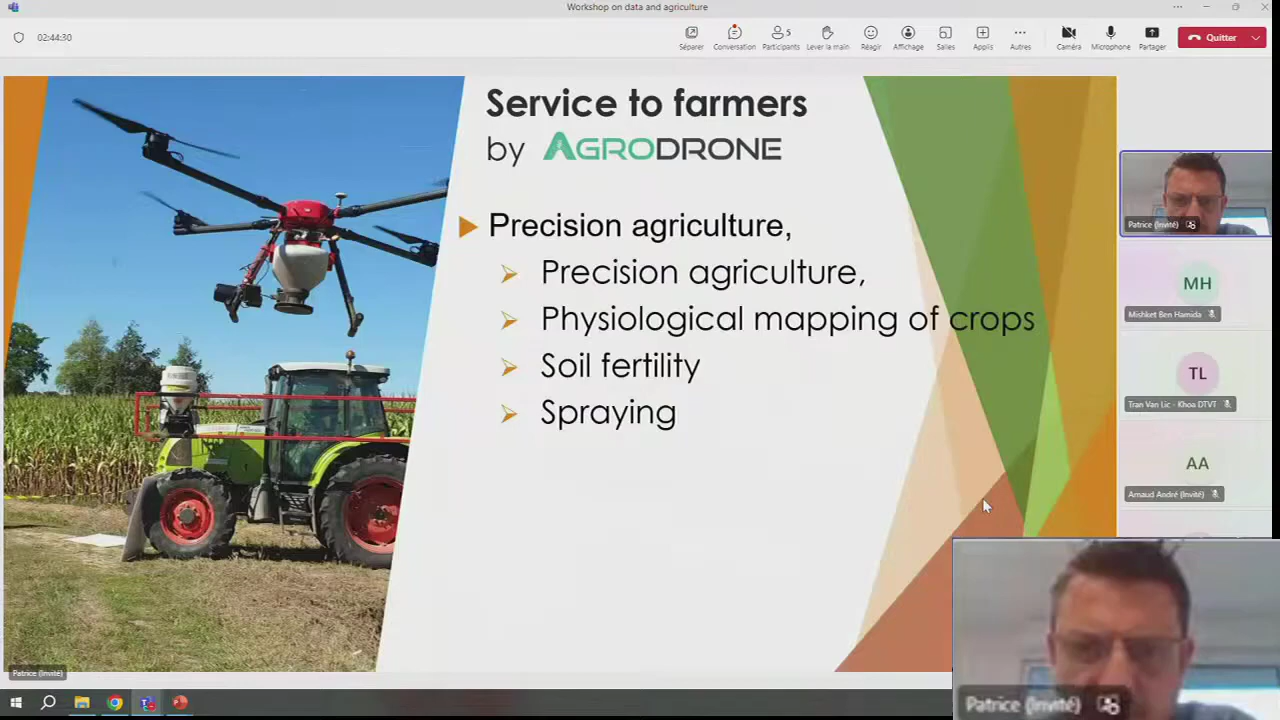 Workshop on data and agriculture
02:44:30
Séparer
Conversation
Participants
5
Lever la main
Réagir
Affichage
Salles
Applis
Autres
Caméra
Microphone
Partager
Quitter
Service to farmers
by AGRODRONE
Precision agriculture,
Precision agriculture,
Physiological mapping of crops
Soil fertility
Spraying
Patrice (Invité)
MH
Mishket Ben Hamida
TL
Tran Van Lic - Khoa DTVT
AA
Arnaud André (Invité)
Patrice (Invité)
Patrice (Invité)